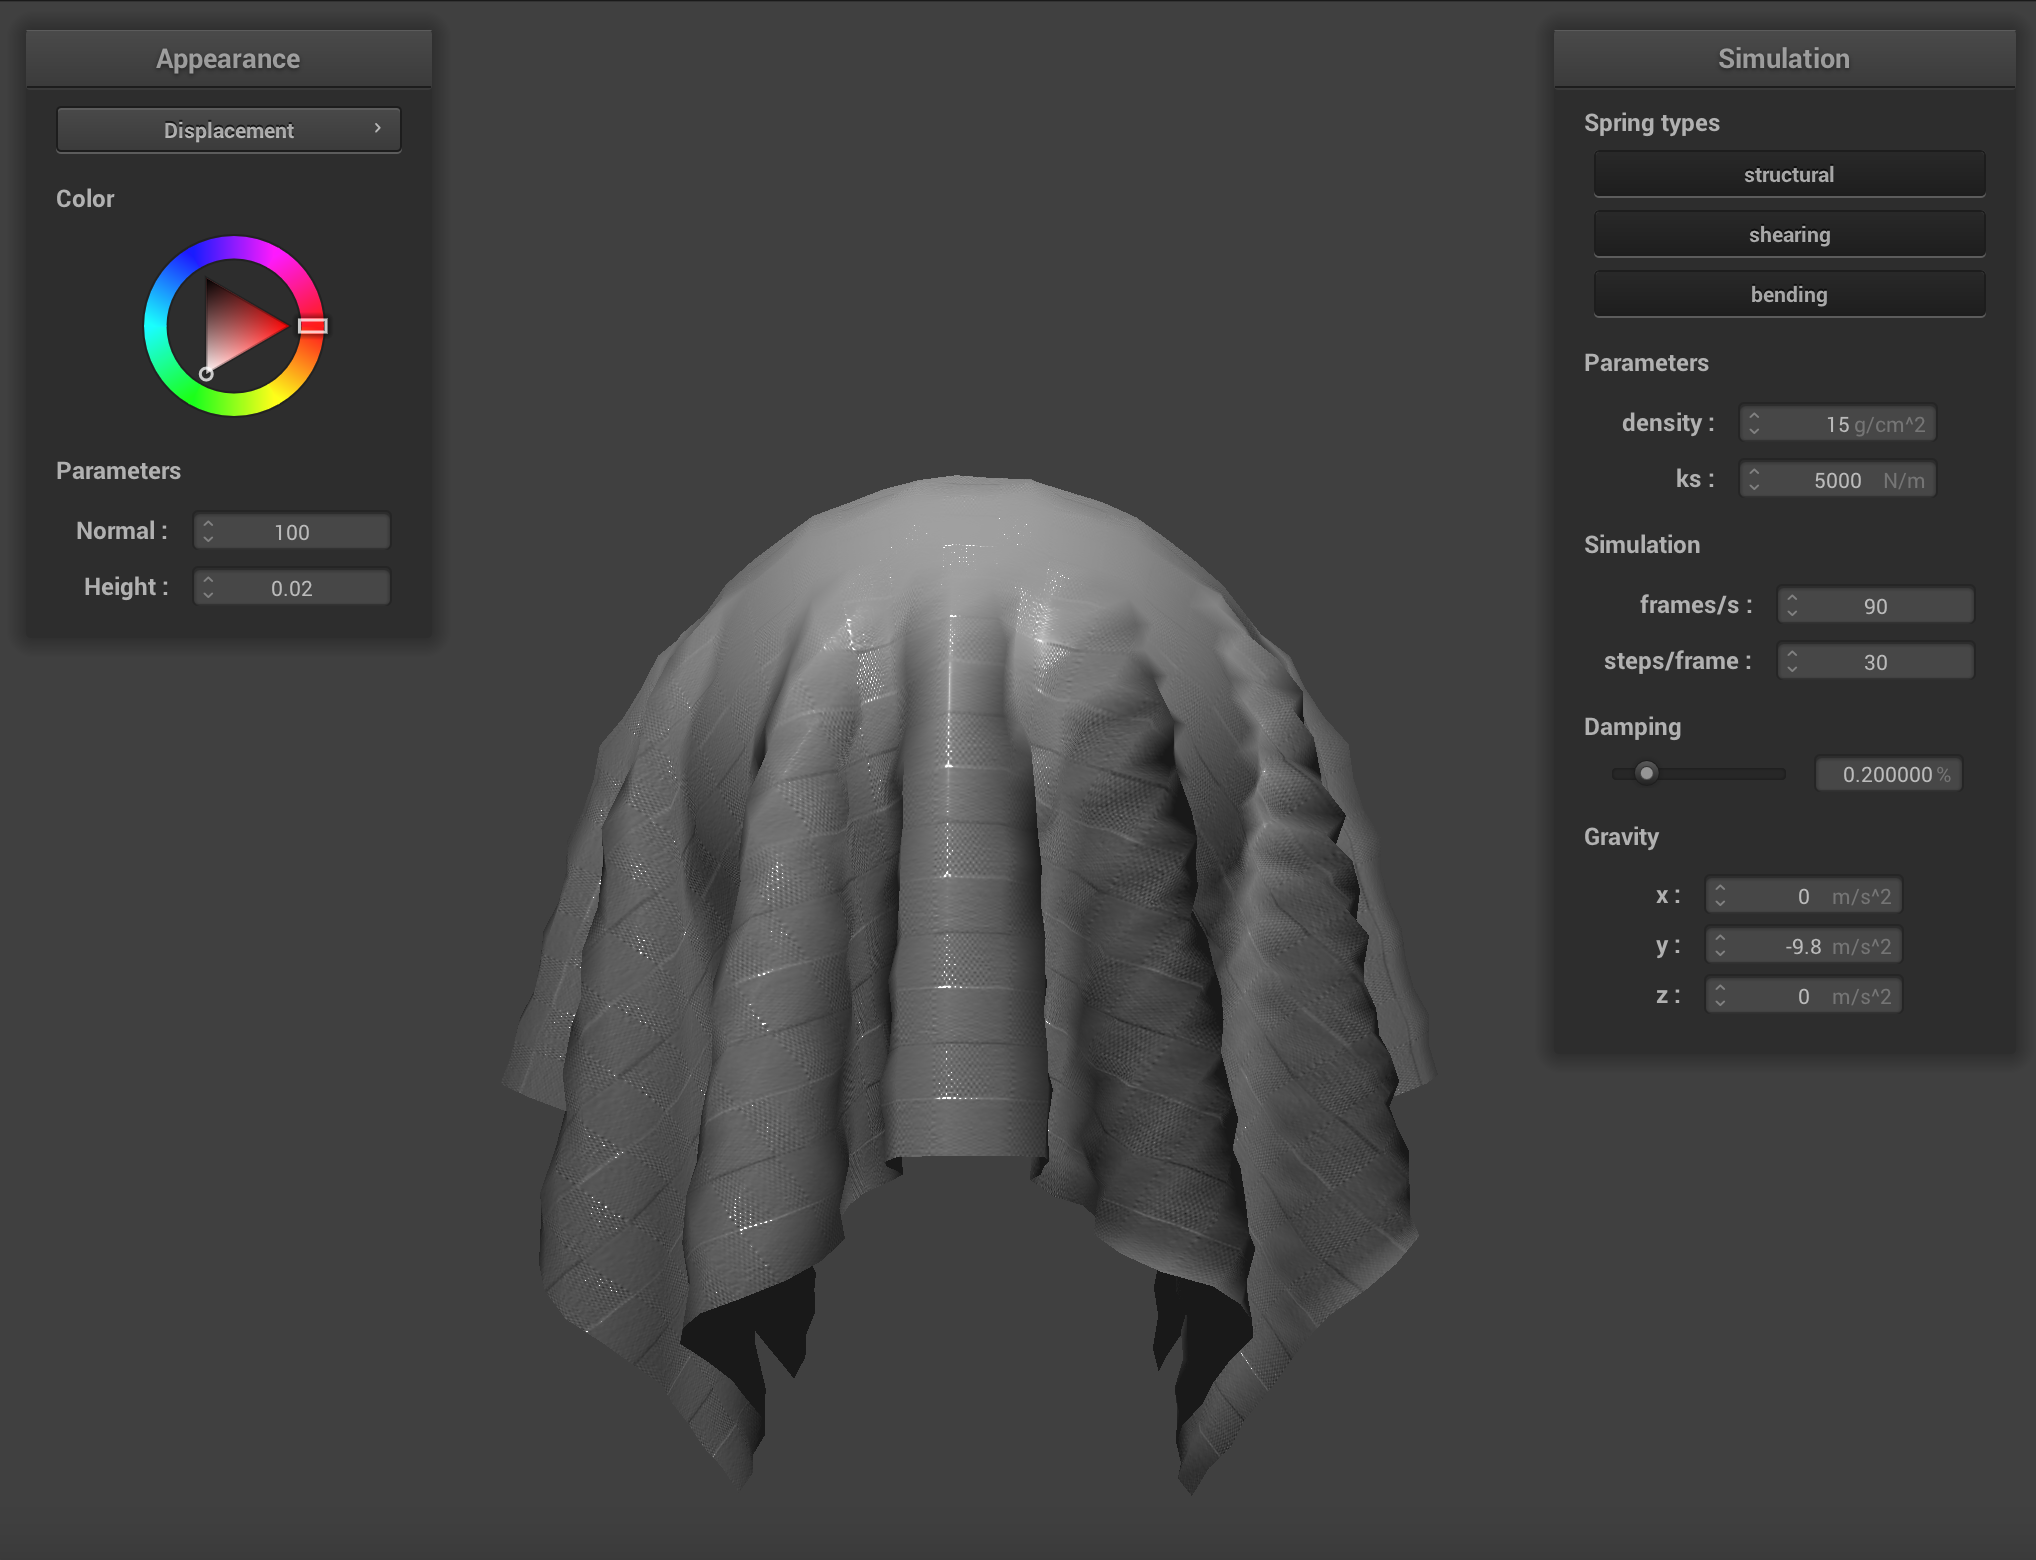 Appearance
Displacement
Color
Parameters
Normal : 100
Height : 0.02
Simulation
Spring types
structural
shearing
bending
Parameters
density : 15 g/cm^2
ks : 5000 N/m
Simulation
frames/s : 90
steps/frame : 30
Damping
0.200000 %
Gravity
x : 0 m/s^2
y : -9.8 m/s^2
z : 0 m/s^2